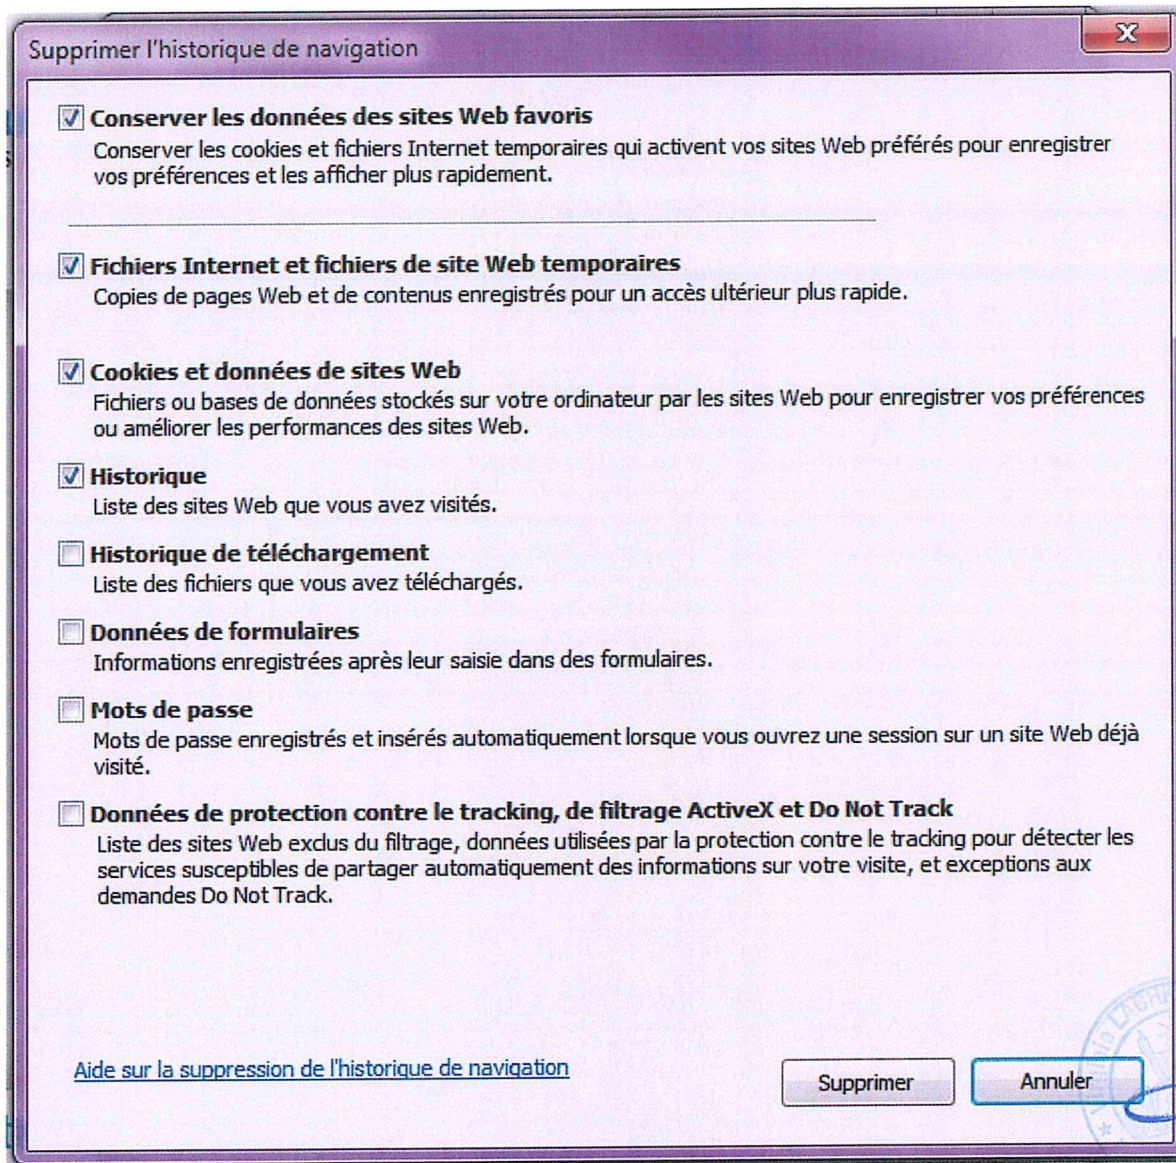 Supprimer l'historique de navigation
Conserver les données des sites Web favoris
Conserver les cookies et fichiers Internet temporaires qui activent vos sites Web préférés pour enregistrer
vos préférences et les afficher plus rapidement.
Fichiers Internet et fichiers de site Web temporaires
Copies de pages Web et de contenus enregistrés pour un accès ultérieur plus rapide.
Cookies et données de sites Web
Fichiers ou bases de données stockés sur votre ordinateur par les sites Web pour enregistrer vos préférences
ou améliorer les performances des sites Web.
Historique
Liste des sites Web que vous avez visités.
Historique de téléchargement
Liste des fichiers que vous avez téléchargés.
Données de formulaires
Informations enregistrées après leur saisie dans des formulaires.
Mots de passe
Mots de passe enregistrés et insérés automatiquement lorsque vous ouvrez une session sur un site Web déjà
visité.
Données de protection contre le tracking, de filtrage ActiveX et Do Not Track
Liste des sites Web exclus du filtrage, données utilisées par la protection contre le tracking pour détecter les
services susceptibles de partager automatiquement des informations sur votre visite, et exceptions aux
demandes Do Not Track.
Aide sur la suppression de l'historique de navigation
Supprimer
Annuler